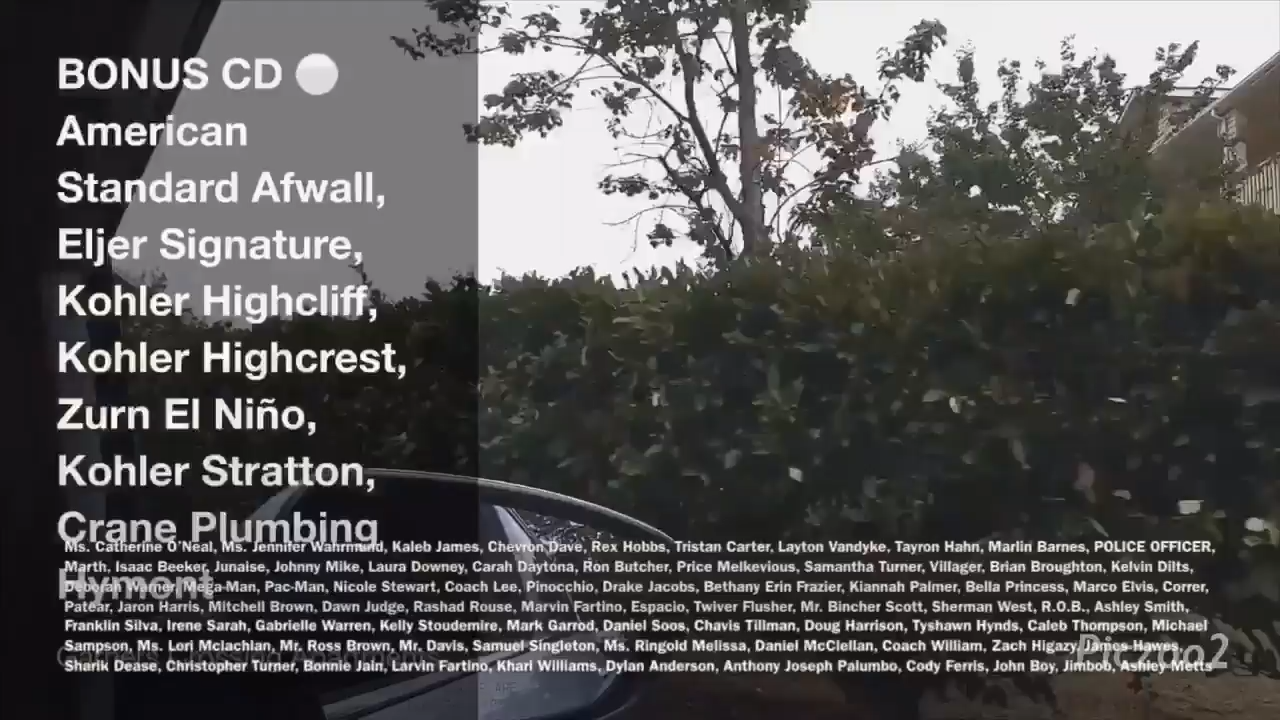 BONUS CD
American
Standard Afwall,
Eljer Signature,
Kohler Highcliff,
Kohler Highcrest,
Zurn El Niño,
Kohler Stratton,
Crane Plumbing
Ms. Catherine O'Neal, Ms. Jennifer Wahrmund, Kaleb James, Chevron Dave, Rex Hobbs, Tristan Carter, Layton Vandyke, Tayron Hahn, Marlin Barnes, POLICE OFFICER,
Marth, Isaac Beeker, Junaise, Johnny Mike, Laura Downey, Carah Daytona, Ron Butcher, Price Melkevious, Samantha Turner, Villager, Brian Broughton, Kelvin Dilts,
Deborah Warner, Mega-Man, Pac-Man, Nicole Stewart, Coach Lee, Pinocchio, Drake Jacobs, Bethany Erin Frazier, Kiannah Palmer, Bella Princess, Marco Elvis, Correr,
Patear, Jaron Harris, Mitchell Brown, Dawn Judge, Rashad Rouse, Marvin Fartino, Espacio, Twiver Flusher, Mr. Bincher Scott, Sherman West, R.O.B., Ashley Smith,
Franklin Silva, Irene Sarah, Gabrielle Warren, Kelly Stoudemire, Mark Garrod, Daniel Soos, Chavis Tillman, Doug Harrison, Tyshawn Hynds, Caleb Thompson, Michael
Sampson, Ms. Lori Mclachlan, Mr. Ross Brown, Mr. Davis, Samuel Singleton, Ms. Ringold Melissa, Daniel McClellan, Coach William, Zach Higazy, James Hawes,
Sharik Dease, Christopher Turner, Bonnie Jain, Larvin Fartino, Khari Williams, Dylan Anderson, Anthony Joseph Palumbo, Cody Ferris, John Boy, Jimbob, Ashley Metts